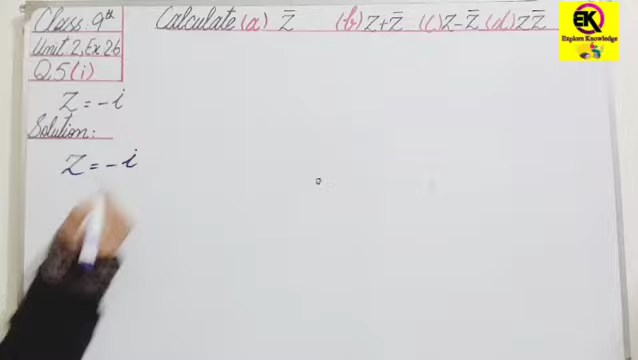 Class: 9th
Calculate (a) z̄ (b) z+z̄ (c) z-z̄ (d) zz̄
Unit 2, Ex 2.6
Q.5(i)
Z = -i
Solution:
Z = -i
EK
Explore Knowledge